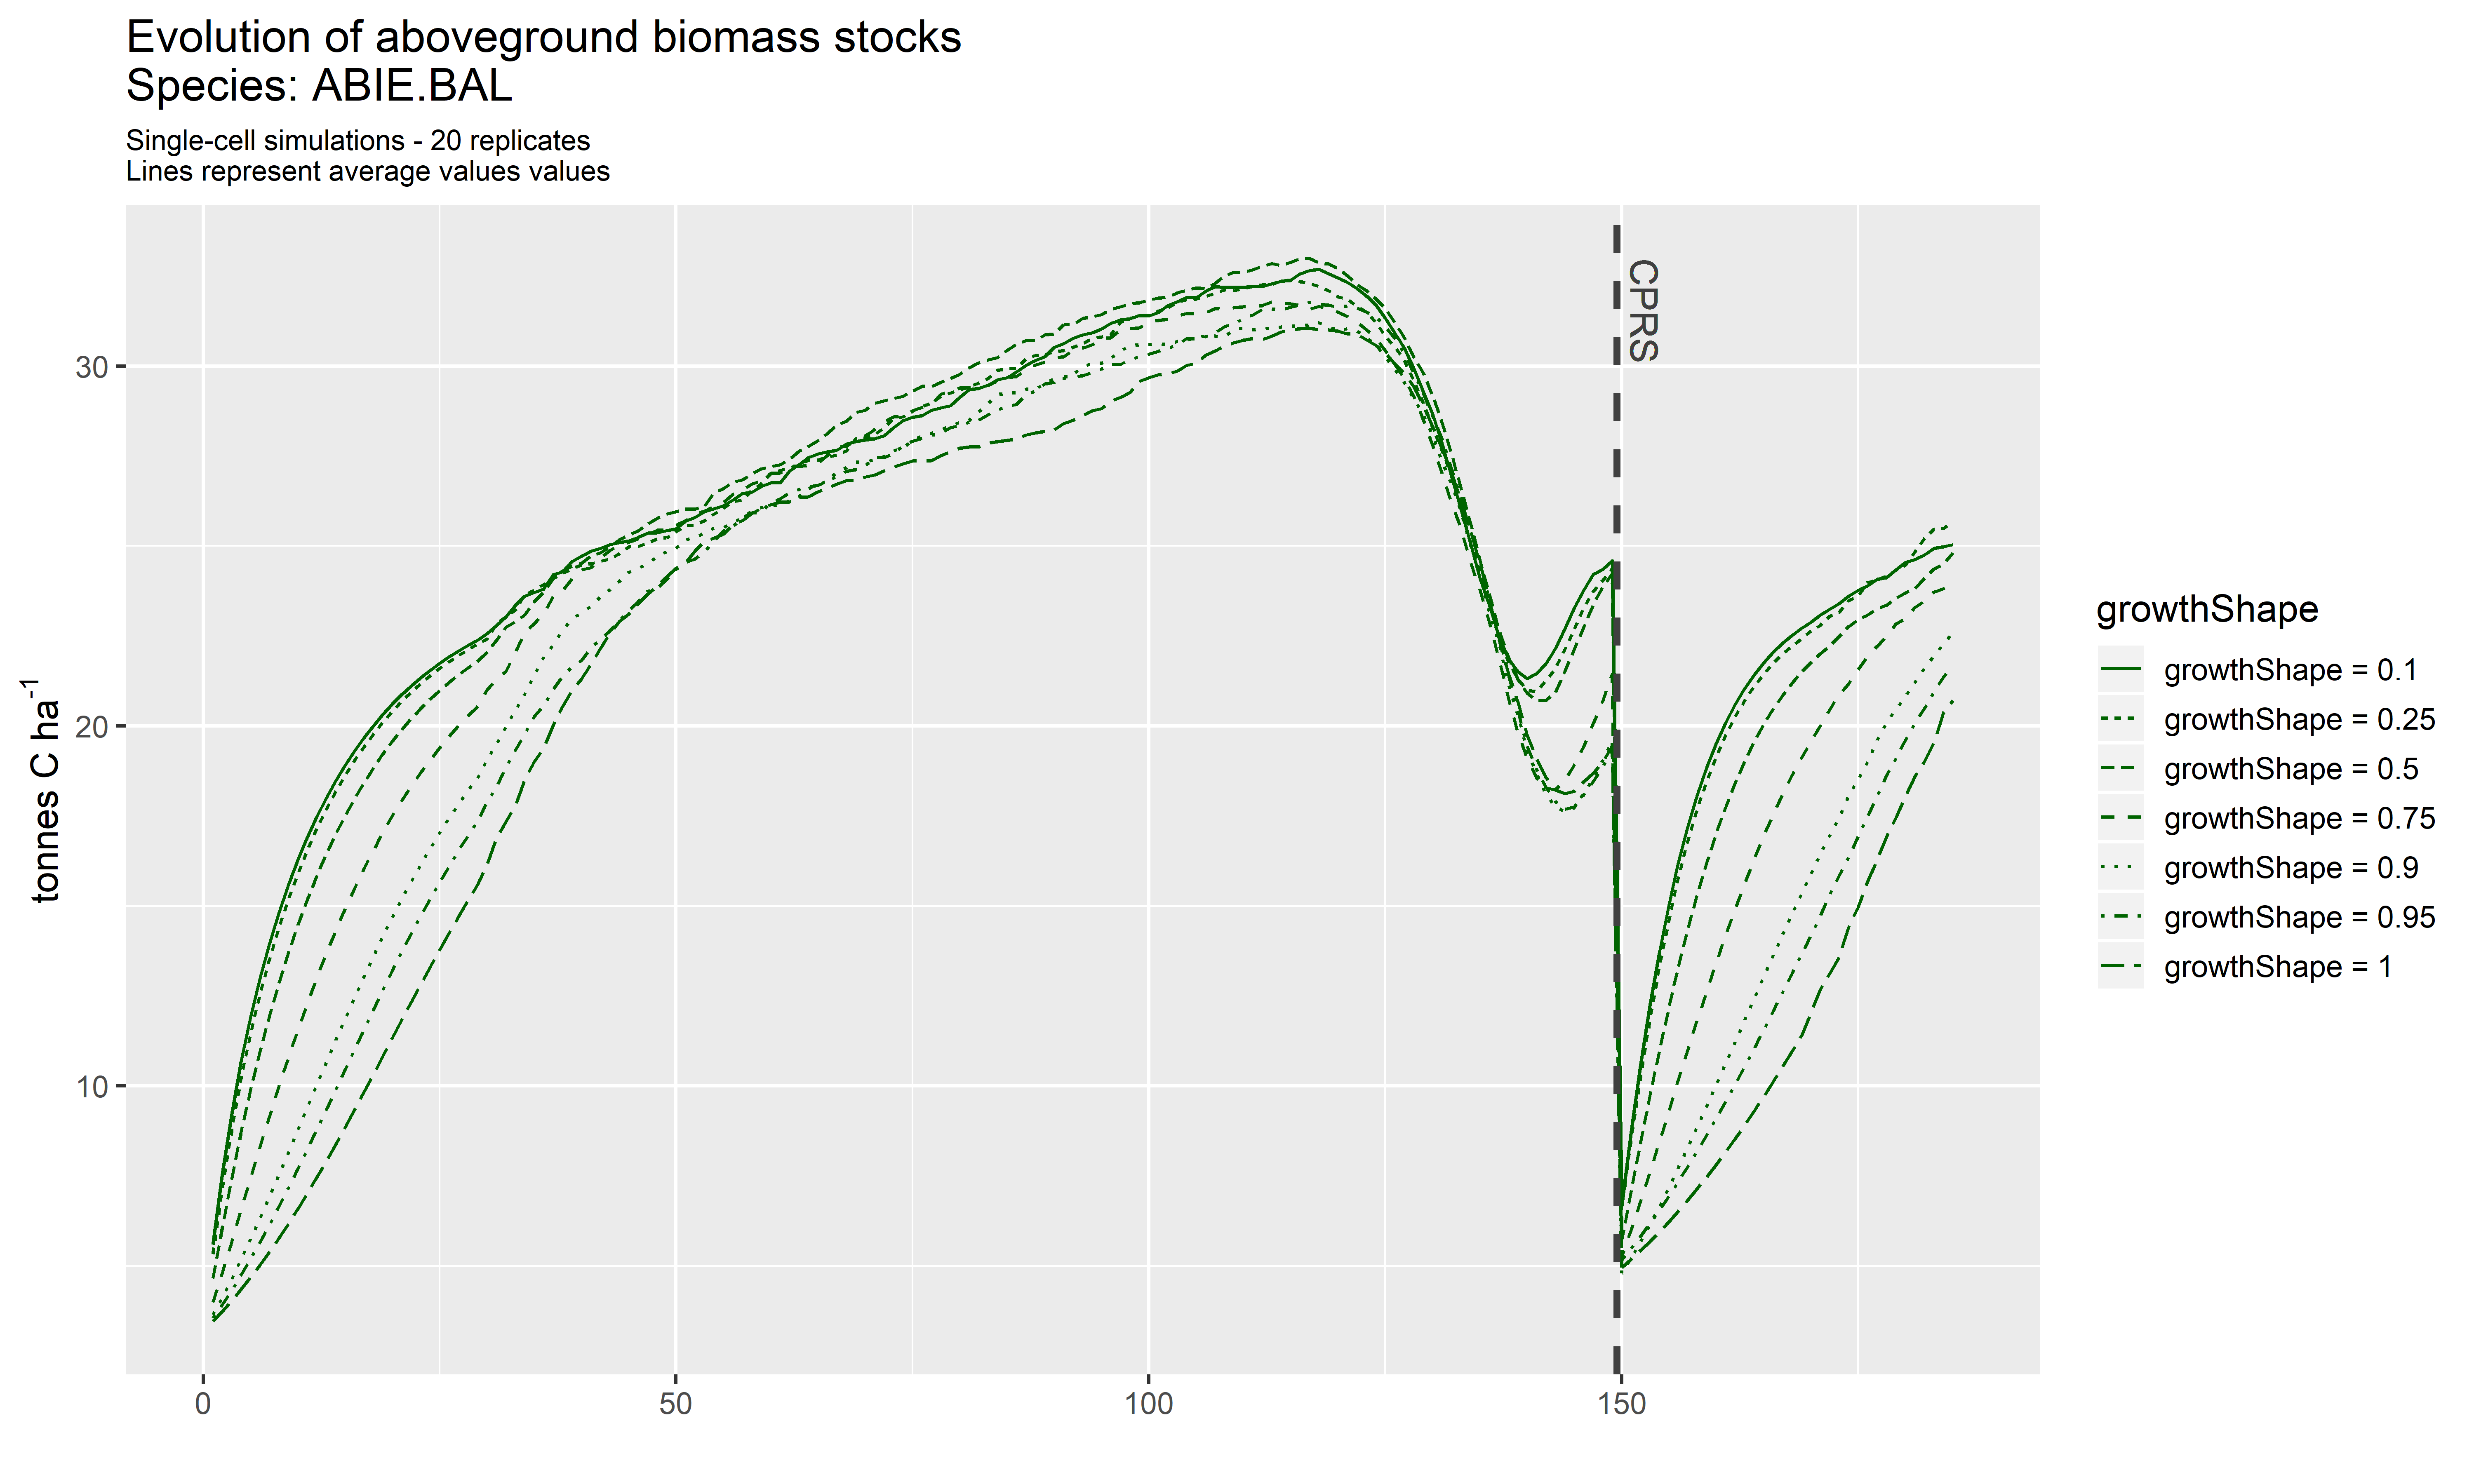 Evolution of aboveground biomass stocks
Species: ABIE.BAL
Single-cell simulations - 20 replicates
Lines represent average values values
tonnes C ha-1
30
20
10
0
50
100
150
CPRS
growthShape
growthShape = 0.1
growthShape = 0.25
growthShape = 0.5
growthShape = 0.75
growthShape = 0.9
growthShape = 0.95
growthShape = 1